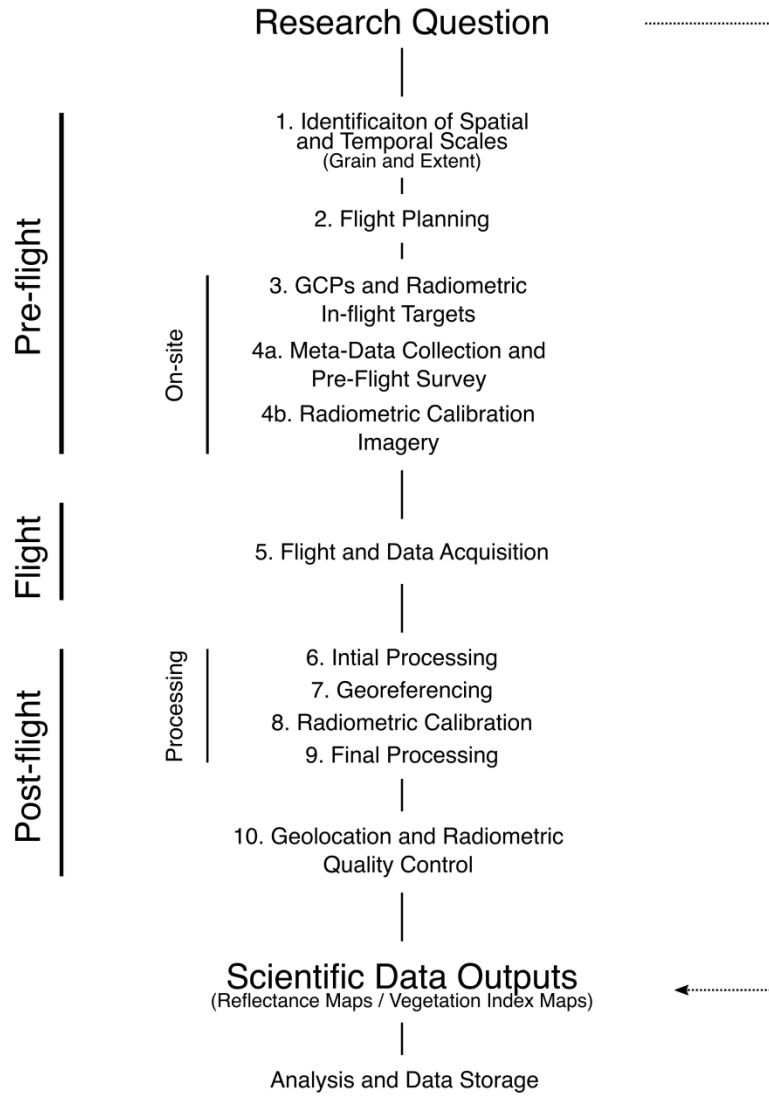 Research Question
1. Identificaiton of Spatial
and Temporal Scales
(Grain and Extent)
2. Flight Planning
3. GCPs and Radiometric
In-flight Targets
4a. Meta-Data Collection and
Pre-Flight Survey
4b. Radiometric Calibration
Imagery
Pre-flight
On-site
5. Flight and Data Acquisition
Flight
6. Intial Processing
7. Georeferencing
8. Radiometric Calibration
9. Final Processing
Processing
10. Geolocation and Radiometric
Quality Control
Post-flight
Scientific Data Outputs
(Reflectance Maps / Vegetation Index Maps)
Analysis and Data Storage